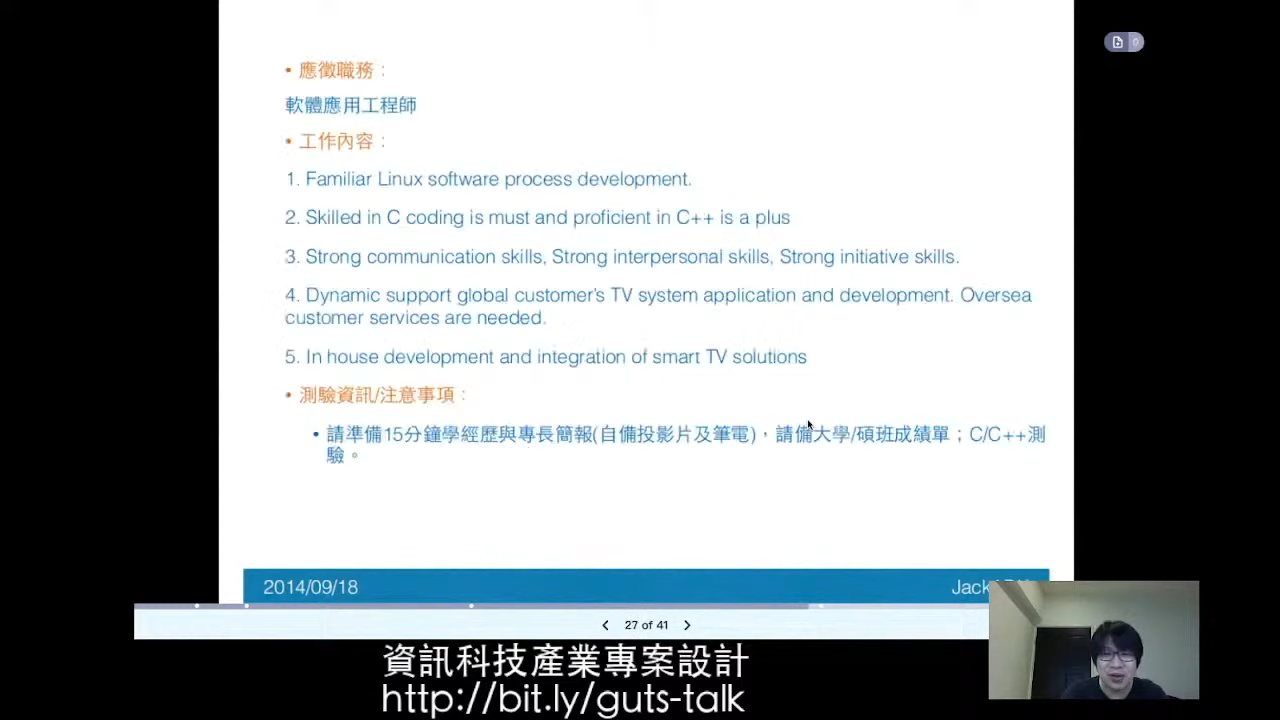 • 應徵職務：
軟體應用工程師
• 工作內容：
1. Familiar Linux software process development.
2. Skilled in C coding is must and proficient in C++ is a plus
3. Strong communication skills, Strong interpersonal skills, Strong initiative skills.
4. Dynamic support global customer's TV system application and development. Oversea
customer services are needed.
5. In house development and integration of smart TV solutions
• 測驗資訊/注意事項：
• 請準備15分鐘學經歷與專長簡報(自備投影片及筆電)，請備大學/碩班成績單；C/C++測
驗。
2014/09/18
27 of 41
0
資訊科技產業專案設計
http://bit.ly/guts-talk